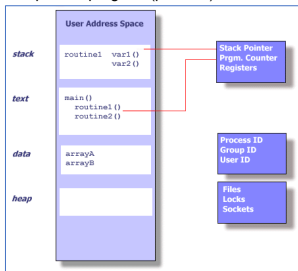 User Address Space
stack
routine1 var1()
var2()
text
main()
routine1()
routine2()
data
arrayA
arrayB
heap
Stack Pointer
Prgm. Counter
Registers
Process ID
Group ID
User ID
Files
Locks
Sockets